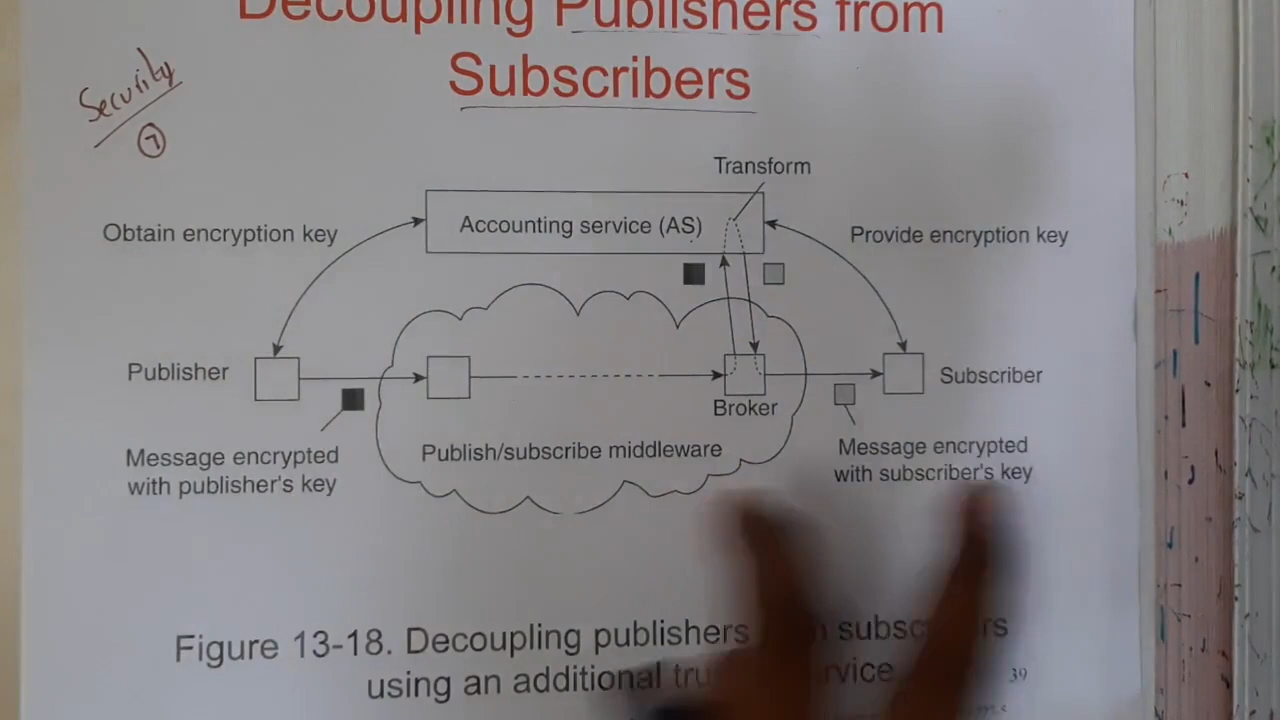 Decoupling Publishers from
Subscribers
Security
7
Transform
Accounting service (AS)
Obtain encryption key
Provide encryption key
Publisher
Subscriber
Broker
Message encrypted
with publisher's key
Publish/subscribe middleware
Message encrypted
with subscriber's key
Figure 13-18. Decoupling publishers
using an additional
39